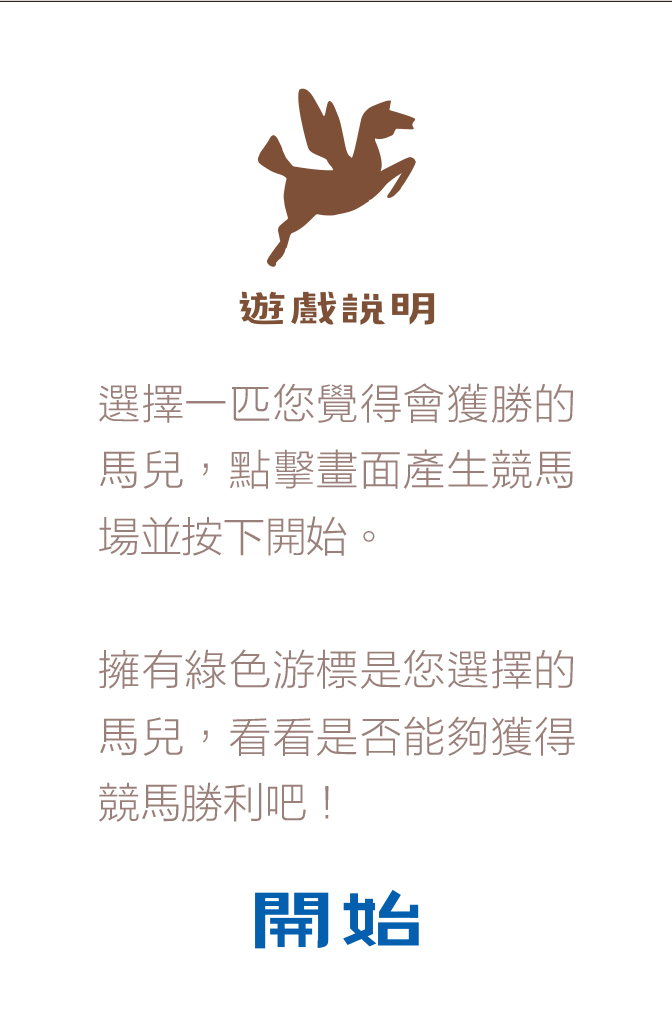 遊戲説明
選擇一匹您覺得會獲勝的
馬兒，點擊畫面產生競馬
場並按下開始。
擁有綠色游標是您選擇的
馬兒，看看是否能夠獲得
競馬勝利吧！
開始